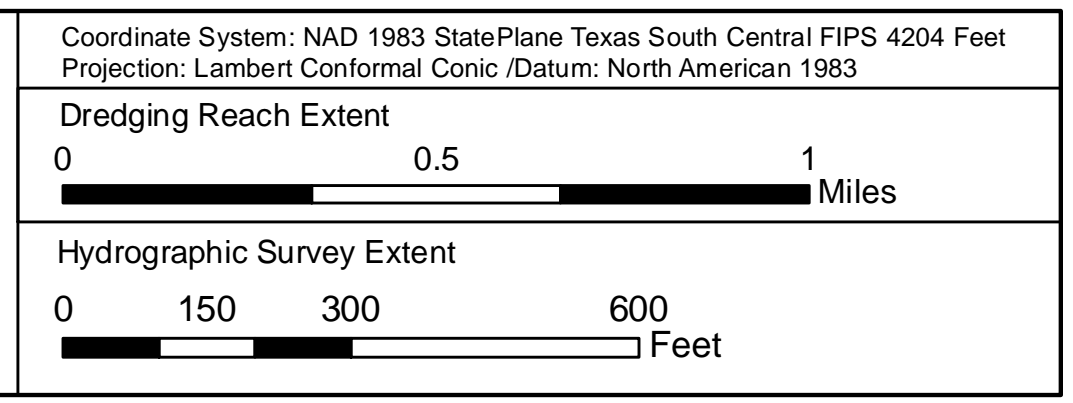 Coordinate System: NAD 1983 StatePlane Texas South Central FIPS 4204 Feet
Projection: Lambert Conformal Conic /Datum: North American 1983
Dredging Reach Extent
0 0.5 1
Miles
Hydrographic Survey Extent
0 150 300 600
Feet